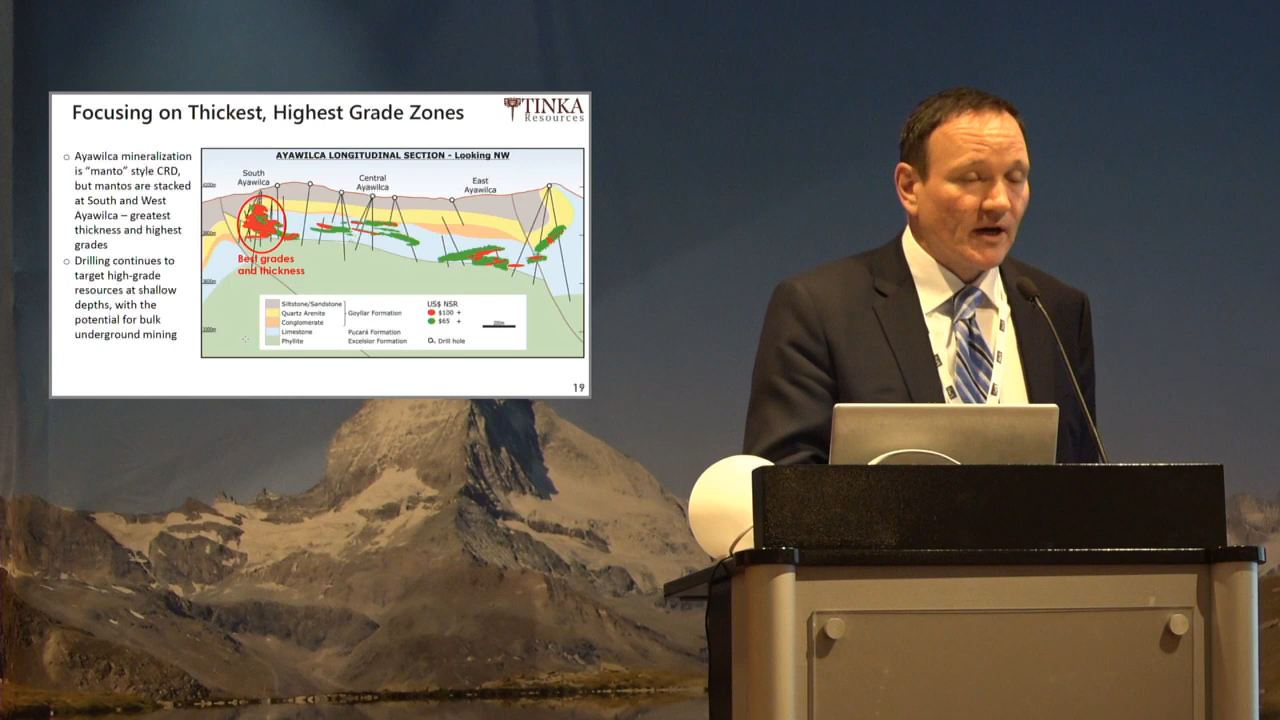 Focusing on Thickest, Highest Grade Zones
TINKA
Resources
○ Ayawilca mineralization
is “manto” style CRD,
but mantos are stacked
at South and West
Ayawilca – greatest
thickness and highest
grades
○ Drilling continues to
target high-grade
resources at shallow
depths, with the
potential for bulk
underground mining
AYAWILCA LONGITUDINAL SECTION - Looking NW
South
Ayawilca
Central
Ayawilca
East
Ayawilca
Best grades
and thickness
Siltstone/Sandstone
Quartz Arenite
Conglomerate
Limestone
Phyllite
Goyllar Formation
Pucará Formation
Excelsior Formation
US$ NSR
$100 +
$65 +
Drill hole
19